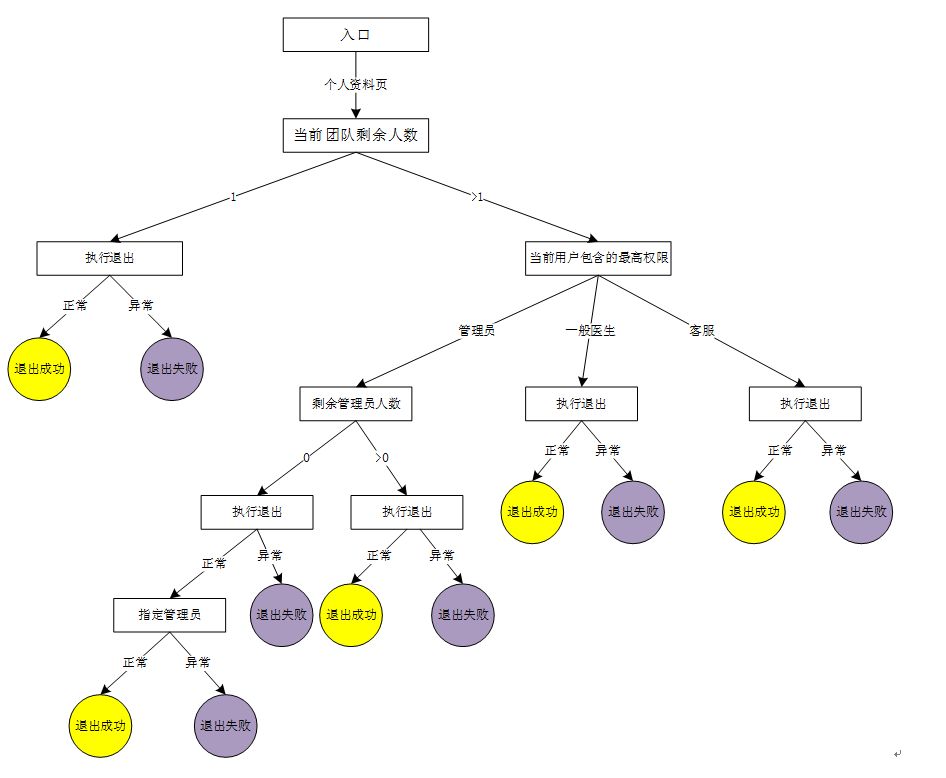 入口
个人资料页
当前团队剩余人数
1
>1
执行退出
当前用户包含的最高权限
正常
异常
管理员
一般医生
客服
退出成功
退出失败
剩余管理员人数
执行退出
执行退出
0
>0
正常
异常
正常
异常
执行退出
执行退出
退出成功
退出失败
退出成功
退出失败
正常
异常
正常
异常
指定管理员
退出失败
退出成功
退出失败
正常
异常
退出成功
退出失败